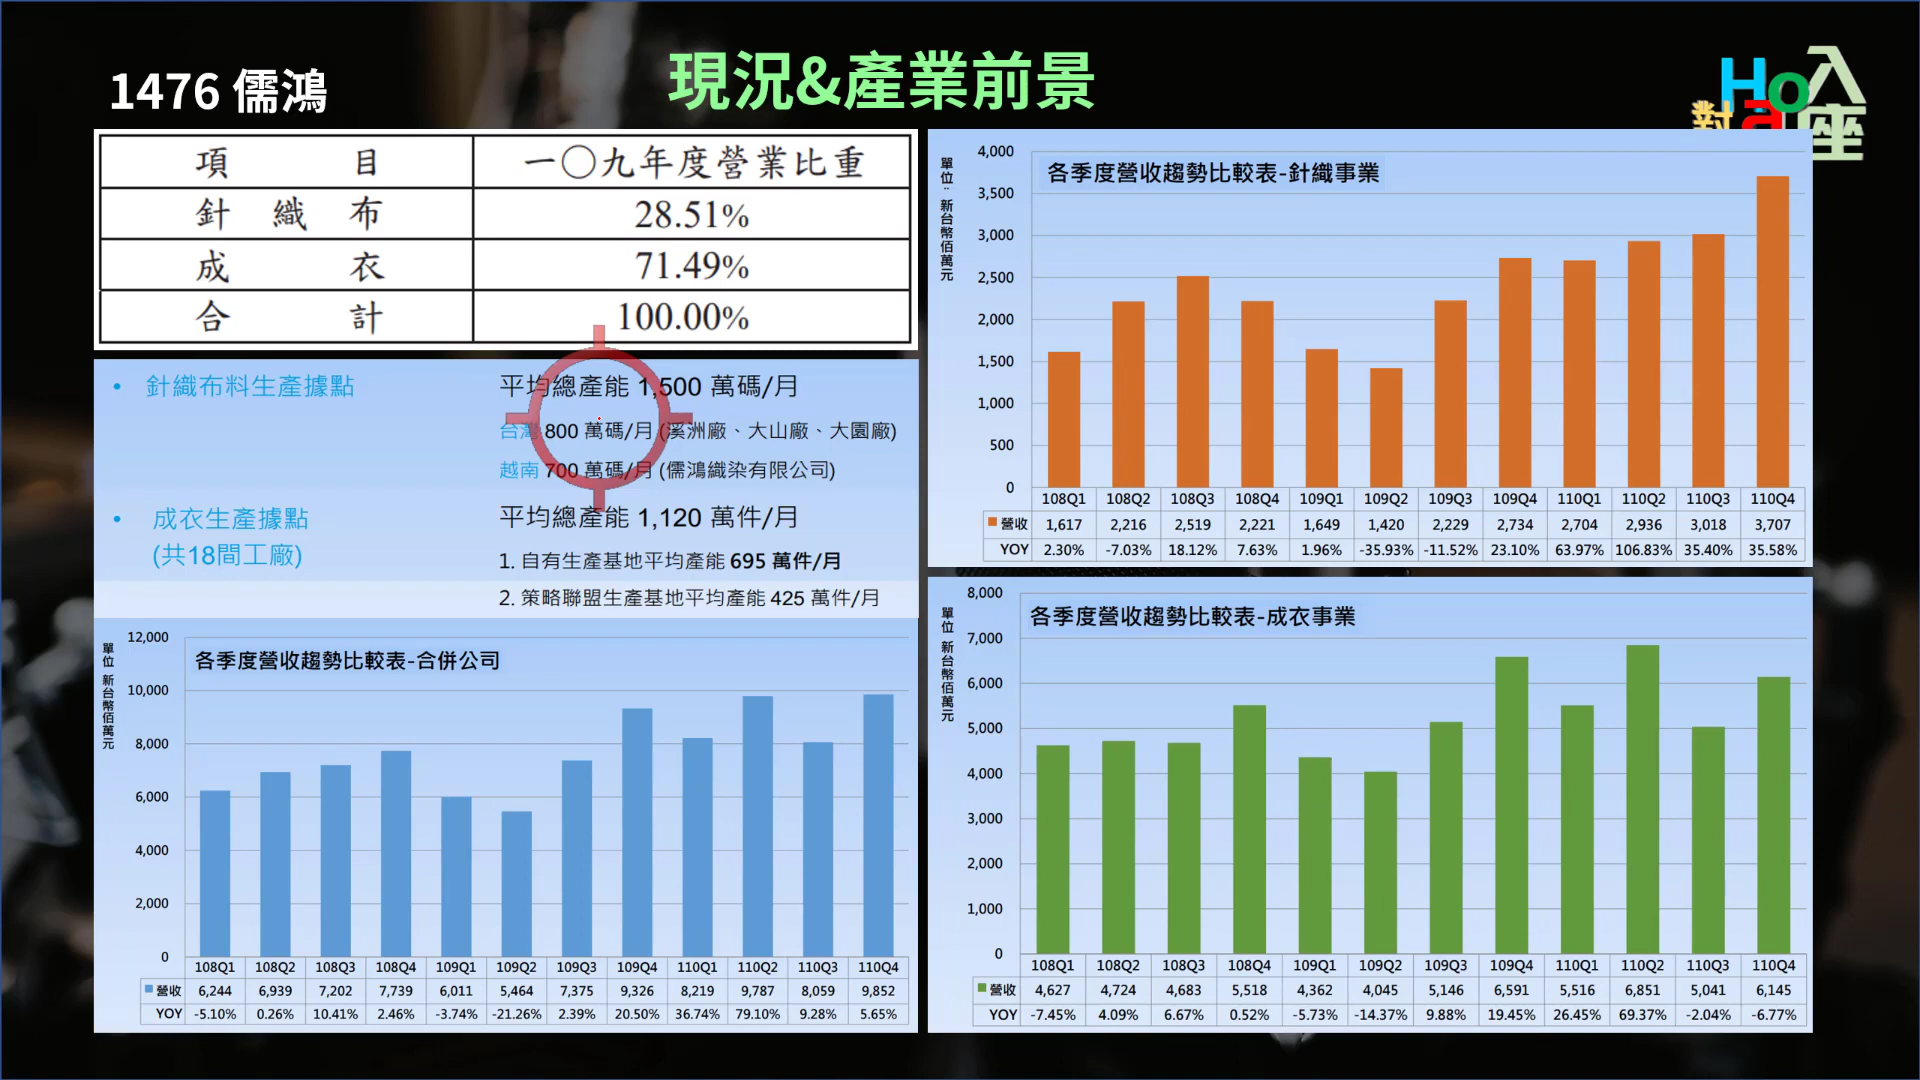 1476 儒鴻
現況&產業前景
Ho
入
對
a
座
項 目 一〇九年度營業比重
針 織 布 28.51%
成 衣 71.49%
合 計 100.00%
• 針織布料生產據點 平均總產能 1,500 萬碼/月
台灣 800 萬碼/月 (溪洲廠、大山廠、大園廠)
越南 700 萬碼/月 (儒鴻織染有限公司)
• 成衣生產據點 平均總產能 1,120 萬件/月
(共18間工廠)
1. 自有生產基地平均產能 695 萬件/月
2. 策略聯盟生產基地平均產能 425 萬件/月
各季度營收趨勢比較表-合併公司
單位 新台幣佰萬元
12,000
10,000
8,000
6,000
4,000
2,000
0
108Q1 108Q2 108Q3 108Q4 109Q1 109Q2 109Q3 109Q4 110Q1 110Q2 110Q3 110Q4
營收 6,244 6,939 7,202 7,739 6,011 5,464 7,375 9,326 8,219 9,787 8,059 9,852
YOY -5.10% 0.26% 10.41% 2.46% -3.74% -21.26% 2.39% 20.50% 36.74% 79.10% 9.28% 5.65%
各季度營收趨勢比較表-針織事業
單位：新台幣佰萬元
4,000
3,500
3,000
2,500
2,000
1,500
1,000
500
0
108Q1 108Q2 108Q3 108Q4 109Q1 109Q2 109Q3 109Q4 110Q1 110Q2 110Q3 110Q4
營收 1,617 2,216 2,519 2,221 1,649 1,420 2,229 2,734 2,704 2,936 3,018 3,707
YOY 2.30% -7.03% 18.12% 7.63% 1.96% -35.93% -11.52% 23.10% 63.97% 106.83% 35.40% 35.58%
各季度營收趨勢比較表-成衣事業
單位 新台幣佰萬元
8,000
7,000
6,000
5,000
4,000
3,000
2,000
1,000
0
108Q1 108Q2 108Q3 108Q4 109Q1 109Q2 109Q3 109Q4 110Q1 110Q2 110Q3 110Q4
營收 4,627 4,724 4,683 5,518 4,362 4,045 5,146 6,591 5,516 6,851 5,041 6,145
YOY -7.45% 4.09% 6.67% 0.52% -5.73% -14.37% 9.88% 19.45% 26.45% 69.37% -2.04% -6.77%